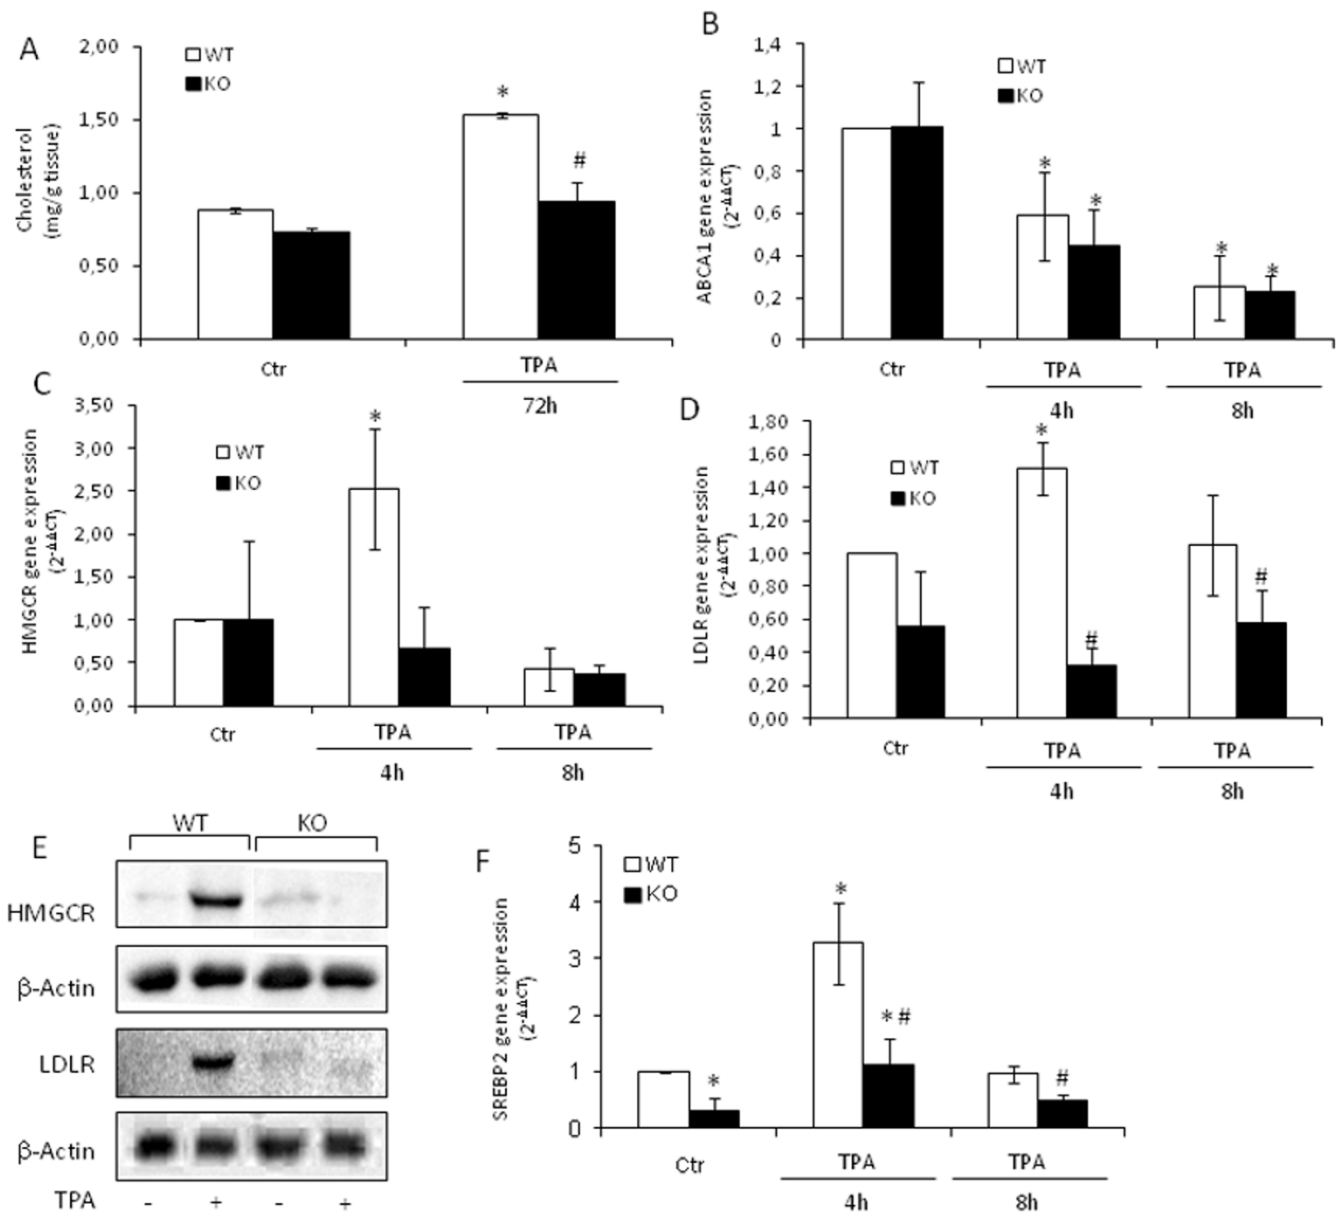 A
2,00
1,50
1,00
0,50
0,00
Cholesterol
(mg/g tissue)
WT
KO
*
#
Ctr
TPA
72h
B
1,4
1,2
1
0,8
0,6
0,4
0,2
0
ABCA1 gene expression
(2-ΔΔCT)
WT
KO
*
*
*
*
Ctr
TPA
TPA
4h
8h
C
3,50
3,00
2,50
2,00
1,50
1,00
0,50
0,00
HMGCR gene expression
(2-ΔΔCT)
WT
KO
*
Ctr
TPA
TPA
4h
8h
D
1,80
1,60
1,40
1,20
1,00
0,80
0,60
0,40
0,20
0,00
LDLR gene expression
(2-ΔΔCT)
WT
KO
*
#
#
Ctr
TPA
TPA
4h
8h
E
WT KO
HMGCR
β-Actin
LDLR
β-Actin
TPA - + - +
F
5
4
3
2
1
0
SREBP2 gene expression
(2-ΔΔCT)
WT
KO
*
*
* #
#
Ctr
TPA
TPA
4h
8h